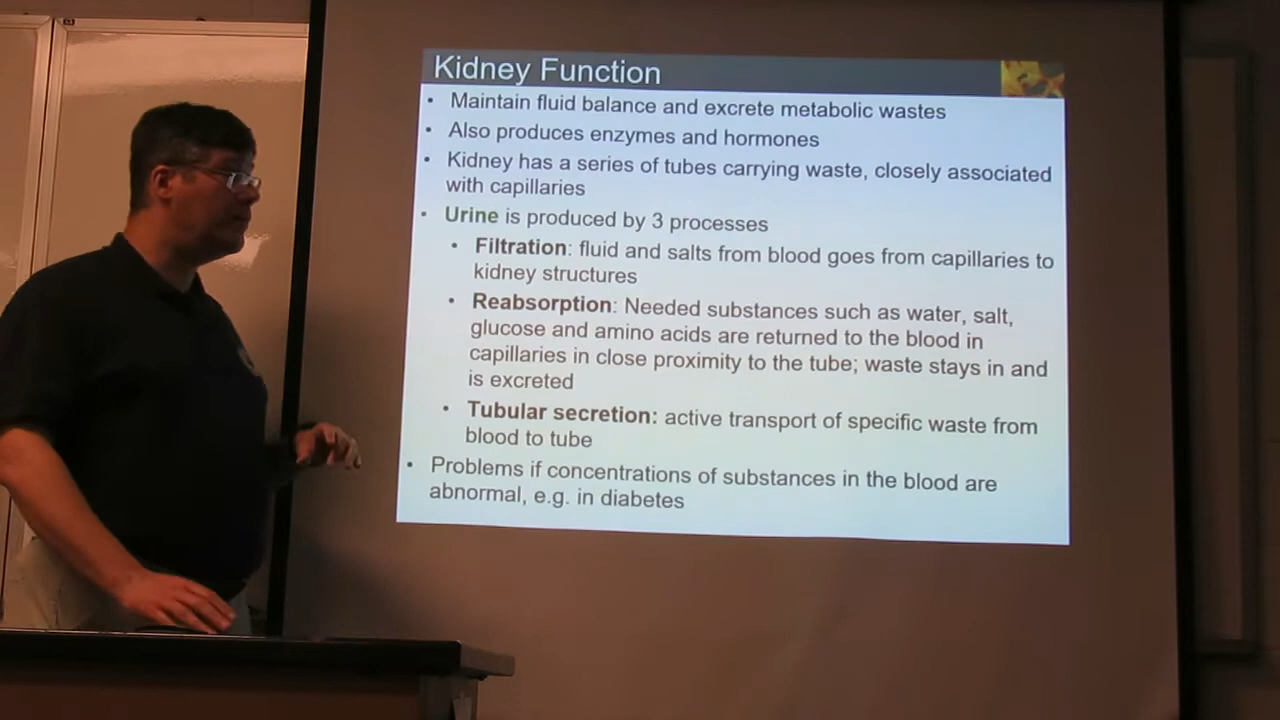 Kidney Function
• Maintain fluid balance and excrete metabolic wastes
• Also produces enzymes and hormones
• Kidney has a series of tubes carrying waste, closely associated
with capillaries
• Urine is produced by 3 processes
• Filtration: fluid and salts from blood goes from capillaries to
kidney structures
• Reabsorption: Needed substances such as water, salt,
glucose and amino acids are returned to the blood in
capillaries in close proximity to the tube; waste stays in and
is excreted
• Tubular secretion: active transport of specific waste from
blood to tube
• Problems if concentrations of substances in the blood are
abnormal, e.g. in diabetes